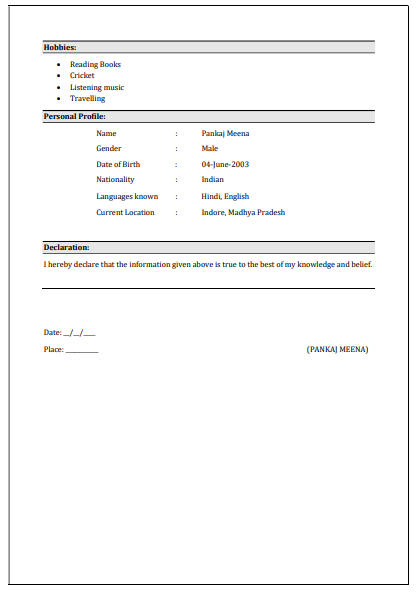 Hobbies:
• Reading Books
• Cricket
• Listening music
• Travelling
Personal Profile:
Name : Pankaj Meena
Gender : Male
Date of Birth : 04-June-2003
Nationality : Indian
Languages known : Hindi, English
Current Location : Indore, Madhya Pradesh
Declaration:
I hereby declare that the information given above is true to the best of my knowledge and belief.
Date: __/__/____
Place: __________ (PANKAJ MEENA)